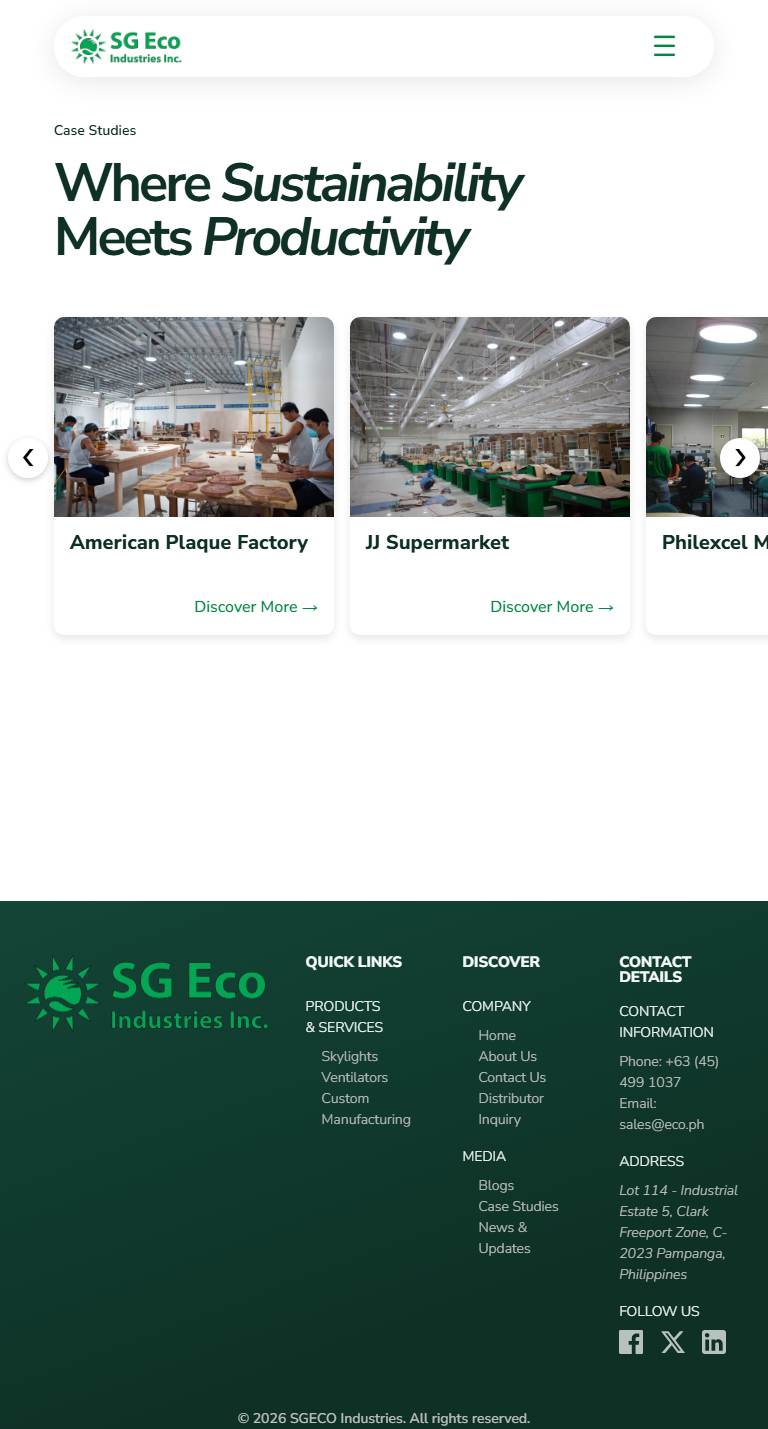 SG Eco
Industries Inc.
☰
Case Studies
Where Sustainability
Meets Productivity
American Plaque Factory
Discover More →
JJ Supermarket
Discover More →
Philexcel M
❮
❯
SG Eco
Industries Inc.
QUICK LINKS
PRODUCTS
& SERVICES
Skylights
Ventilators
Custom
Manufacturing
DISCOVER
COMPANY
Home
About Us
Contact Us
Distributor
Inquiry
MEDIA
Blogs
Case Studies
News &
Updates
CONTACT
DETAILS
CONTACT
INFORMATION
Phone: +63 (45)
499 1037
Email:
sales@eco.ph
ADDRESS
Lot 114 - Industrial
Estate 5, Clark
Freeport Zone, C-
2023 Pampanga,
Philippines
FOLLOW US
© 2026 SGECO Industries. All rights reserved.